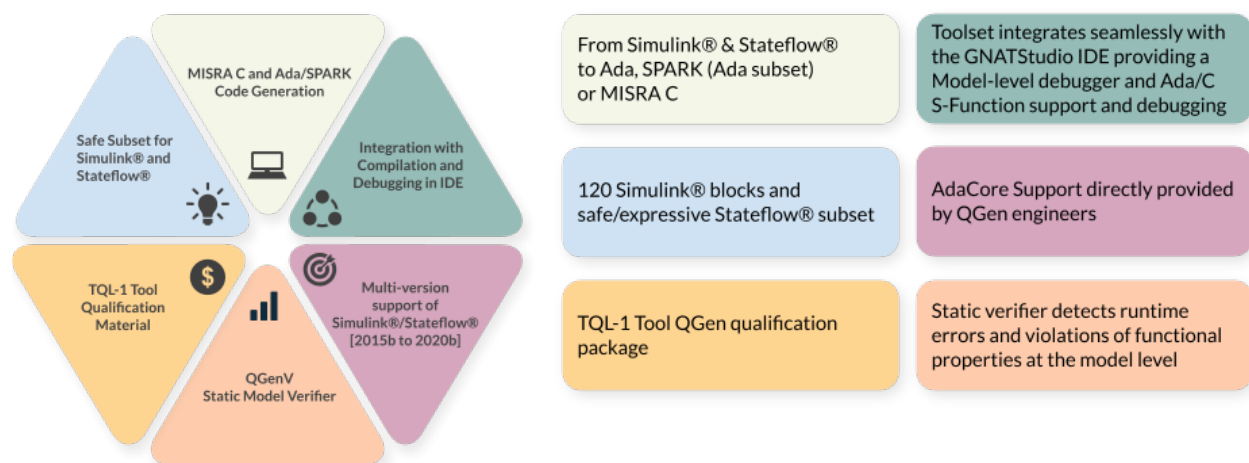 MISRA C and Ada/SPARK
Code Generation
Safe Subset for
Simulink® and
Stateflow®
Integration with
Compilation and
Debugging in IDE
TQL-1 Tool
Qualification
Material
$
QGenV
Static Model Verifier
Multi-version
support of
Simulink®/Stateflow®
[2015b to 2020b]
From Simulink® & Stateflow®
to Ada, SPARK (Ada subset)
or MISRA C
Toolset integrates seamlessly with
the GNATStudio IDE providing a
Model-level debugger and Ada/C
S-Function support and debugging
120 Simulink® blocks and
safe/expressive Stateflow® subset
AdaCore Support directly provided
by QGen engineers
TQL-1 Tool QGen qualification
package
Static verifier detects runtime
errors and violations of functional
properties at the model level